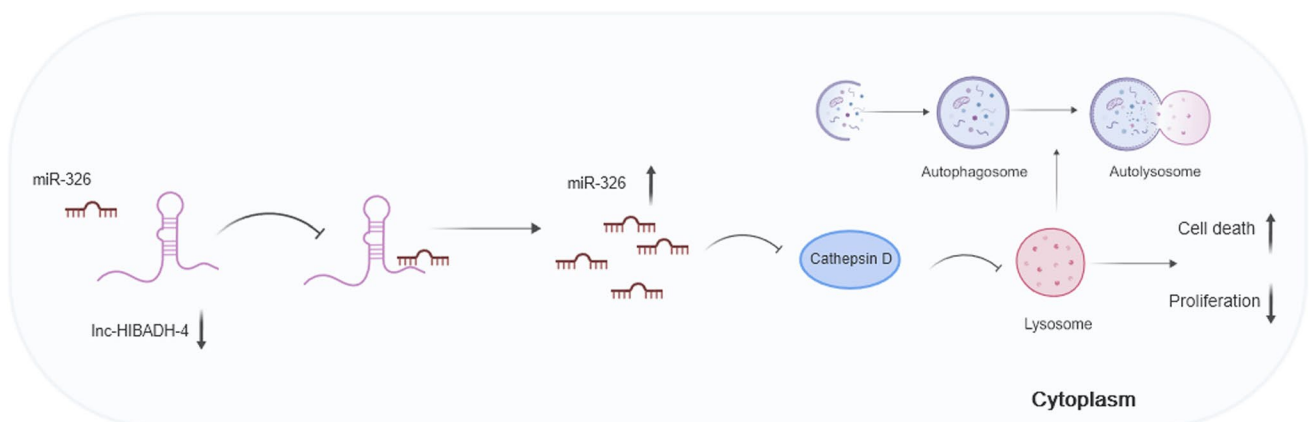 miR-326
lnc-HIBADH-4
miR-326
Cathepsin D
Autophagosome
Autolysosome
Lysosome
Cell death
Proliferation
Cytoplasm